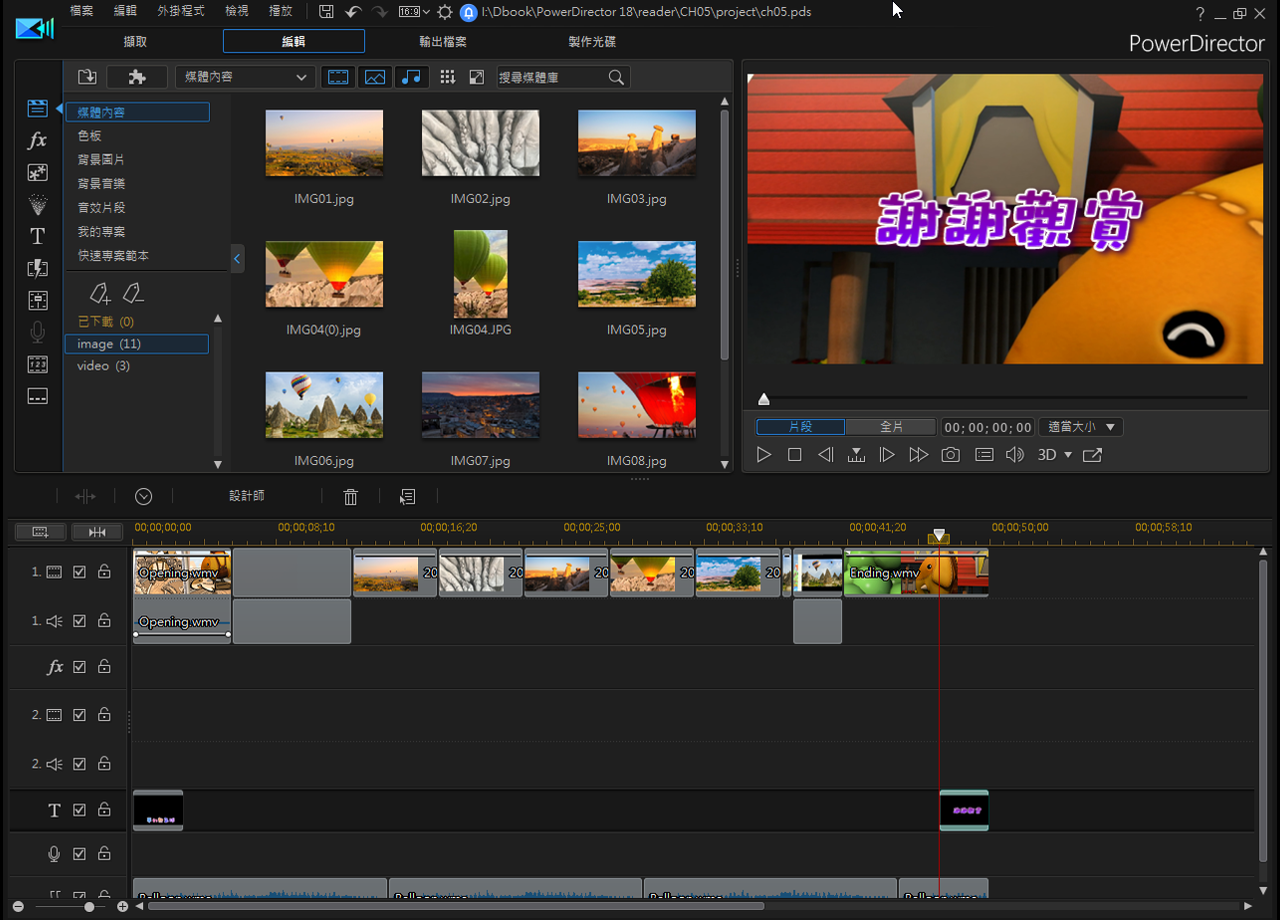 檔案 編輯 外掛程式 檢視 播放 16:9 I:\Dbook\PowerDirector 18\reader\CH05\project\ch05.pds ?
擷取 編輯 輸出檔案 製作光碟
PowerDirector
媒體內容 搜尋媒體庫
媒體內容
色板
背景圖片
背景音樂
音效片段
我的專案
快速專案範本
已下載 (0)
image (11)
video (3)
fx
T
IMG01.jpg IMG02.jpg IMG03.jpg
IMG04(0).jpg IMG04.JPG IMG05.jpg
IMG06.jpg IMG07.jpg IMG08.jpg
謝謝觀賞
片段 全片 00;00;00;00 適當大小
3D
設計師
00;00;00;00 00;00;08;10 00;00;16;20 00;00;25;00 00;00;33;10 00;00;41;20 00;00;50;00 00;00;58;10
1. Opening.wmv 20 20 20 20 20 Ending.wmv
1. Opening.wmv
fx
2.
2.
T